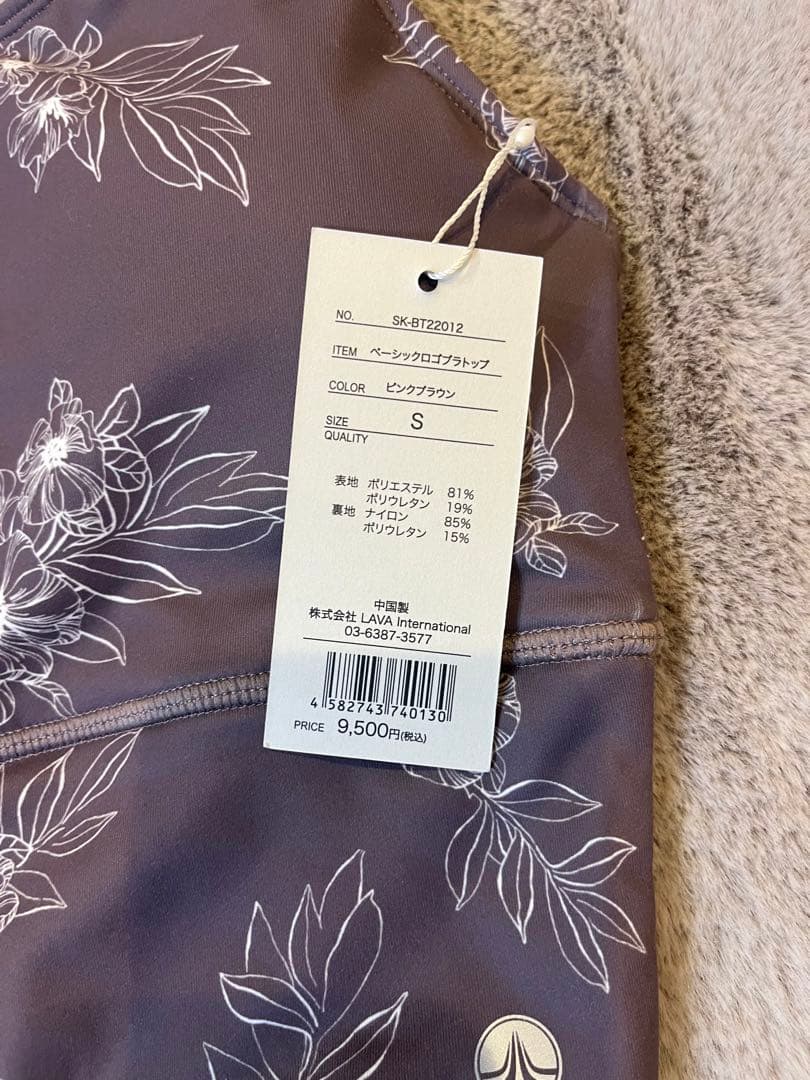 NO. SK-BT22012
ITEM ベーシックロゴブラトップ
COLOR ピンクブラウン
SIZE S
QUALITY
表地 ポリエステル 81%
ポリウレタン 19%
裏地 ナイロン 85%
ポリウレタン 15%
中国製
株式会社 LAVA International
03-6387-3577
4 582743 740130
PRICE 9,500円(税込)